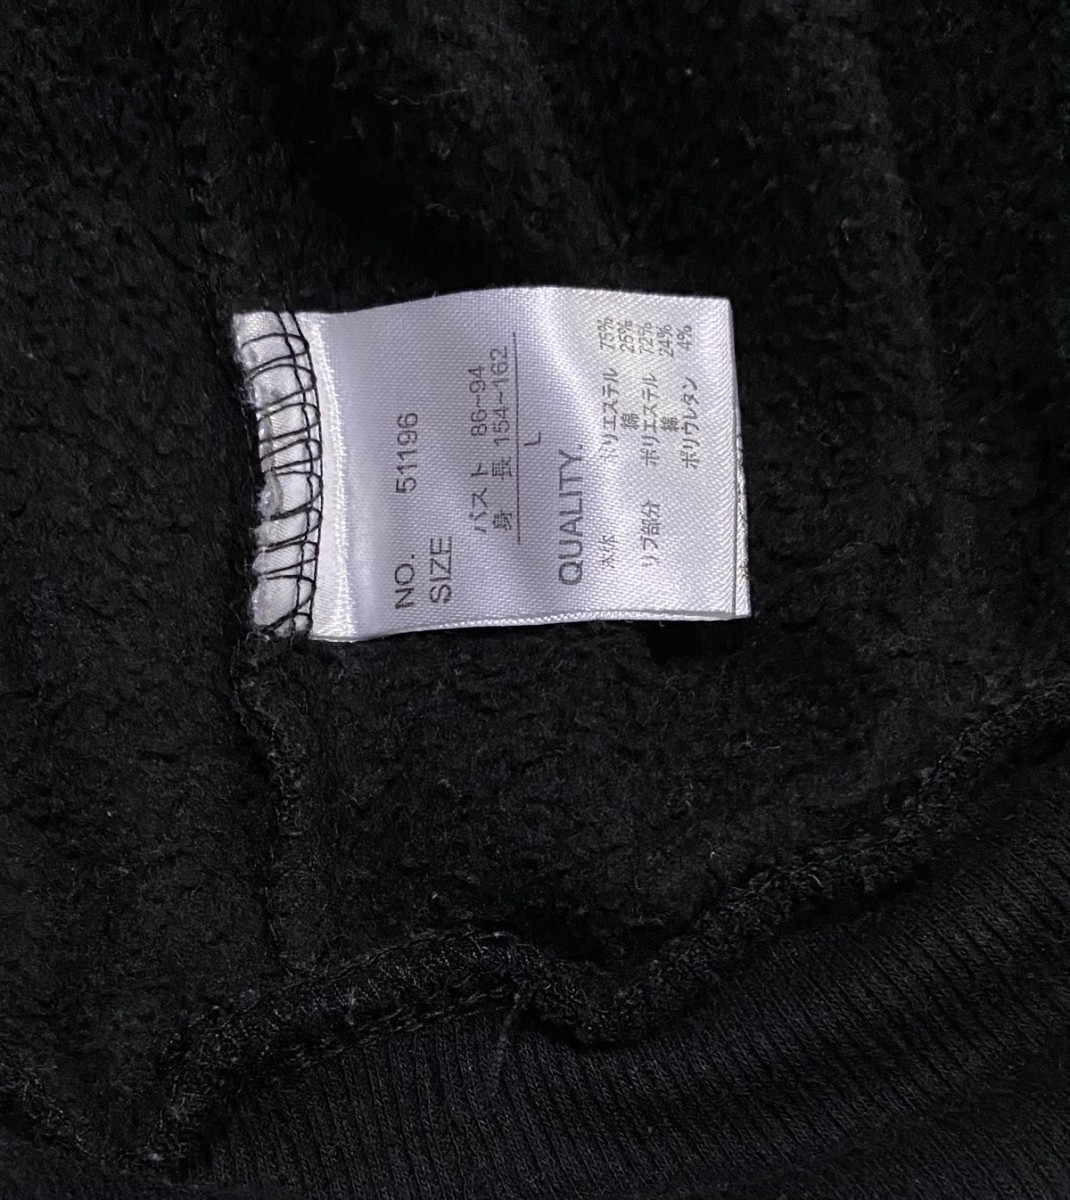 NO. 51196
SIZE
バスト 86~94
身 長 154~162
L
QUALITY.
本体 ポリエステル 75%
綿 25%
リブ部分 ポリエステル 72%
綿 24%
ポリウレタン 4%